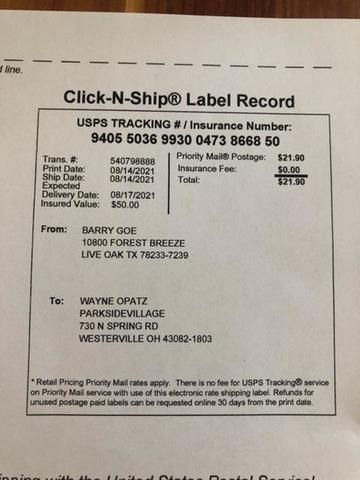 d line.
Click-N-Ship® Label Record
USPS TRACKING # / Insurance Number:
9405 5036 9930 0473 8668 50
Trans. #: 540798888
Print Date: 08/14/2021
Ship Date: 08/14/2021
Expected
Delivery Date: 08/17/2021
Insured Value: $50.00
Priority Mail® Postage: $21.90
Insurance Fee: $0.00
Total: $21.90
From: BARRY GOE
10800 FOREST BREEZE
LIVE OAK TX 78233-7239
To: WAYNE OPATZ
PARKSIDEVILLAGE
730 N SPRING RD
WESTERVILLE OH 43082-1803
* Retail Pricing Priority Mail rates apply. There is no fee for USPS Tracking® service
on Priority Mail service with use of this electronic rate shipping label. Refunds for
unused postage paid labels can be requested online 30 days from the print date.
with the United States Postal Service!